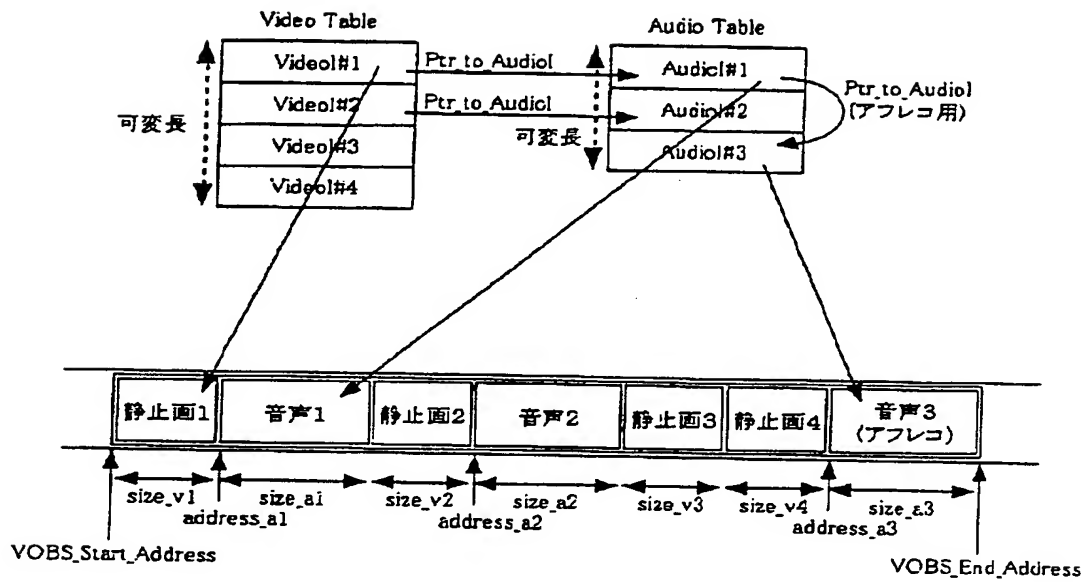 Video Table
VideoI#1
VideoI#2
VideoI#3
VideoI#4
可変長
Ptr_to_AudioI
Ptr_to_AudioI
Audio Table
AudioI#1
AudioI#2
AudioI#3
可変長
Ptr_to_AudioI
(アフレコ用)
静止画1
音声1
静止画2
音声2
静止画3
静止画4
音声3
(アフレコ)
size_v1
size_a1
size_v2
size_a2
size_v3
size_v4
size_a3
address_a1
address_a2
address_a3
VOBS_Start_Address
VOBS_End_Address